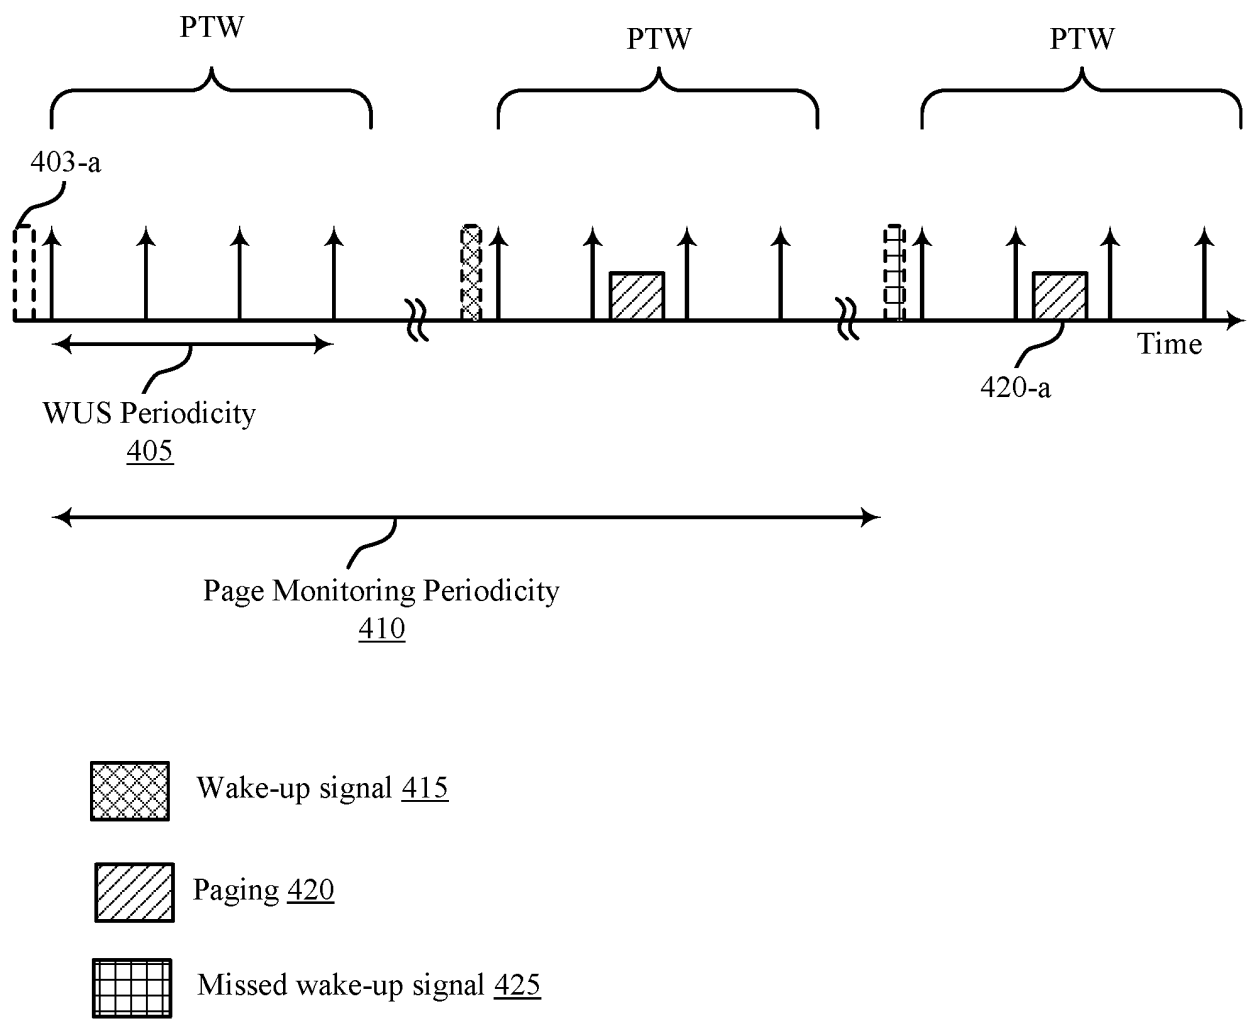 PTW
PTW
PTW
403-a
Time
420-a
WUS Periodicity
405
Page Monitoring Periodicity
410
Wake-up signal 415
Paging 420
Missed wake-up signal 425